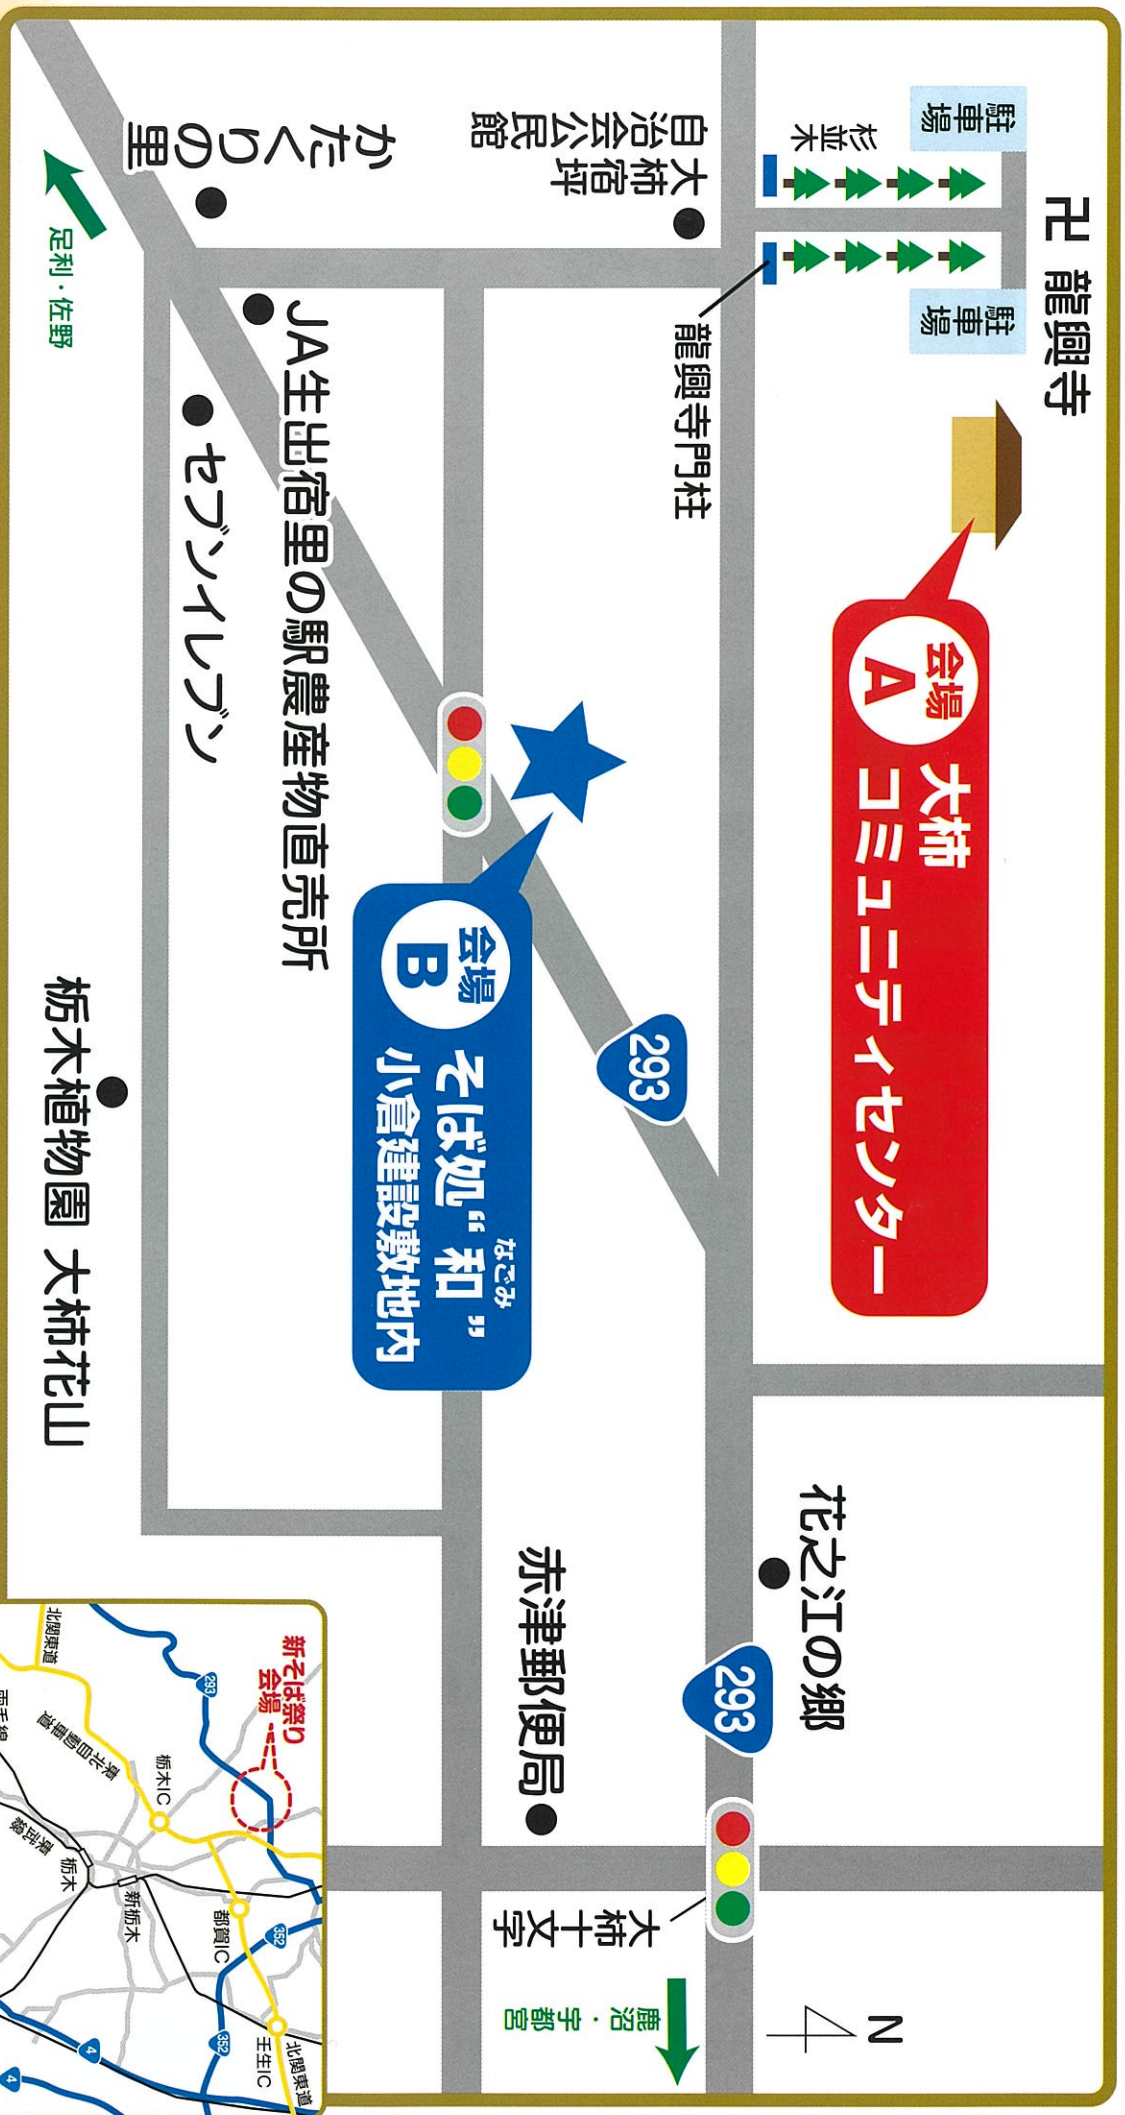 卍 龍興寺
駐車場
駐車場
杉並木
会場
A
大柿
コミュニティセンター
大柿宿坪
自治会公民館
龍興寺門柱
かたくりの里
足利・佐野
JA生出宿里の駅農産物直売所
セブンイレブン
会場
B
なごみ
そば処“和”
小倉建設敷地内
293
栃木植物園 大柿花山
花之江の郷
293
赤津郵便局
大柿十文字
鹿沼・宇都宮
N
新そば祭り
会場
293
北関東道
東北自動車道
栃木IC
都賀IC
352
352
壬生IC
北関東道
東武線
栃木
新栃木
両毛線
4
4